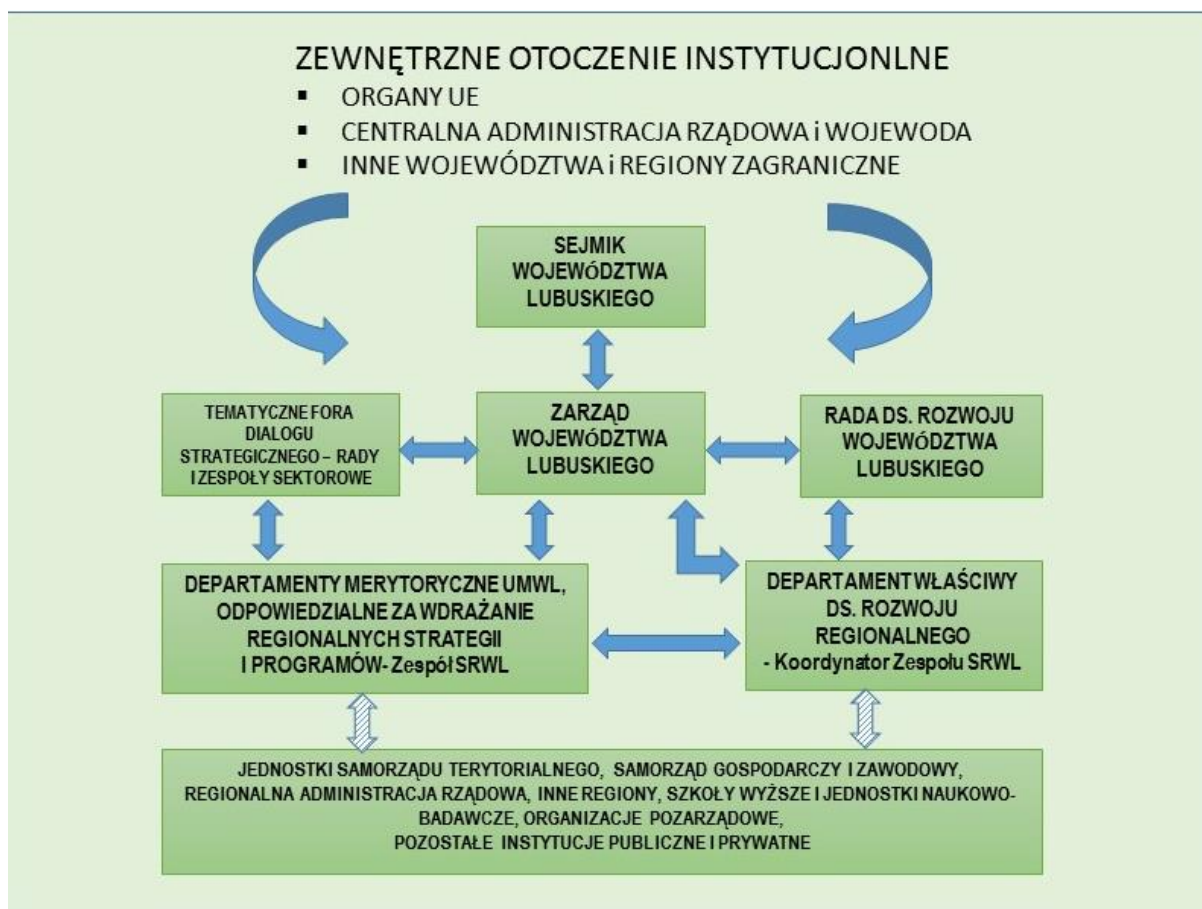 ZEWNĘTRZNE OTOCZENIE INSTYTUCJONLNE
▪ ORGANY UE
▪ CENTRALNA ADMINISTRACJA RZĄDOWA i WOJEWODA
▪ INNE WOJEWÓDZTWA i REGIONY ZAGRANICZNE
SEJMIK
WOJEWÓDZTWA
LUBUSKIEGO
TEMATYCZNE FORA
DIALOGU
STRATEGICZNEGO – RADY
I ZESPOŁY SEKTOROWE
ZARZĄD
WOJEWÓDZTWA
LUBUSKIEGO
RADA DS. ROZWOJU
WOJEWÓDZTWA
LUBUSKIEGO
DEPARTAMENTY MERYTORYCZNE UMWL,
ODPOWIEDZIALNE ZA WDRAŻANIE
REGIONALNYCH STRATEGII
I PROGRAMÓW- Zespół SRWL
DEPARTAMENT WŁAŚCIWY
DS. ROZWOJU
REGIONALNEGO
- Koordynator Zespołu SRWL
JEDNOSTKI SAMORZĄDU TERYTORIALNEGO, SAMORZĄD GOSPODARCZY I ZAWODOWY,
REGIONALNA ADMINISTRACJA RZĄDOWA, INNE REGIONY, SZKOŁY WYŻSZE I JEDNOSTKI NAUKOWO-
BADAWCZE, ORGANIZACJE POZARZĄDOWE,
POZOSTAŁE INSTYTUCJE PUBLICZNE I PRYWATNE